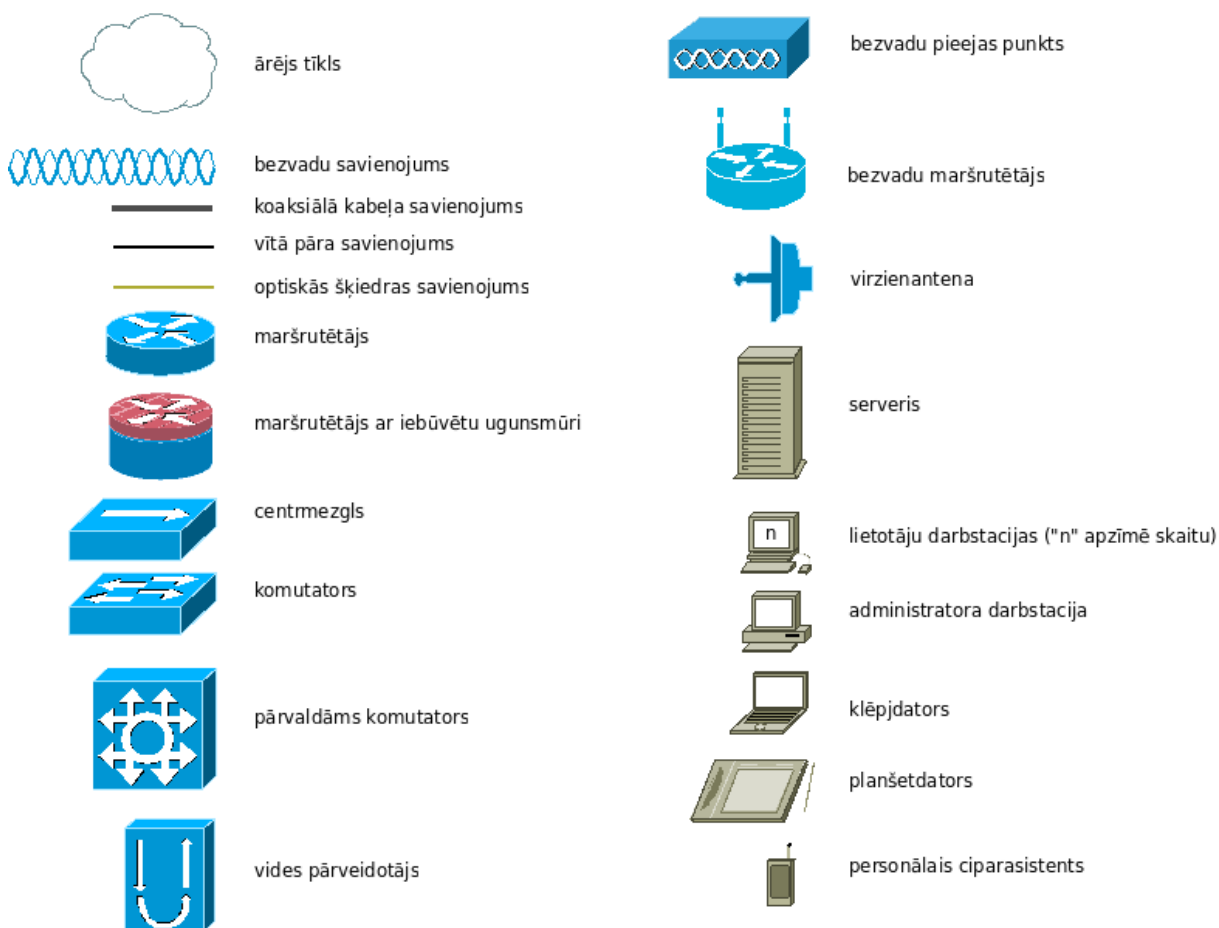 ārējs tīkls
bezvadu savienojums
koaksiālā kabeļa savienojums
vītā pāra savienojums
optiskās šķiedras savienojums
maršrutētājs
maršrutētājs ar iebūvētu ugunsmūri
centrmezgls
komutators
pārvaldāms komutators
vides pārveidotājs
bezvadu pieejas punkts
bezvadu maršrutētājs
virzienantena
serveris
n
lietotāju darbstacijas ("n" apzīmē skaitu)
administratora darbstacija
klēpjdators
planšetdators
personālais ciparasistents